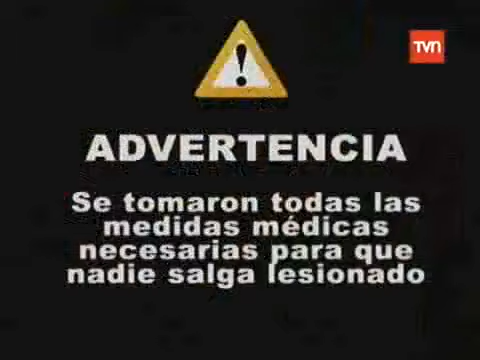 TVN
ADVERTENCIA
Se tomaron todas las
medidas médicas
necesarias para que
nadie salga lesionado